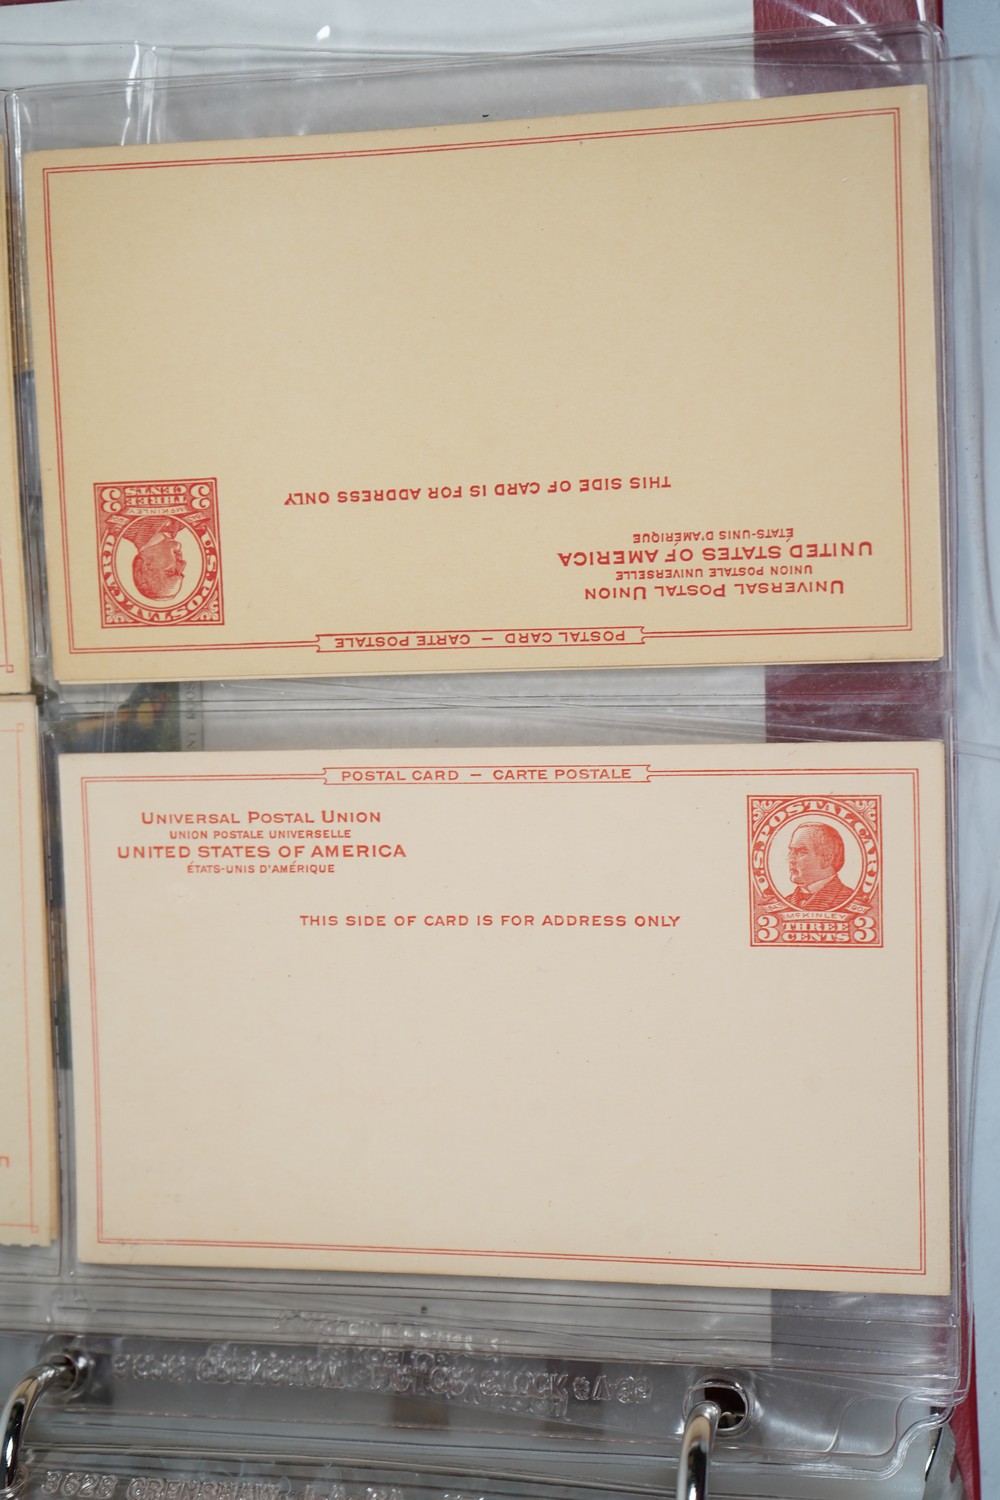 POSTAL CARD — CARTE POSTALE
UNIVERSAL POSTAL UNION
UNION POSTALE UNIVERSELLE
UNITED STATES OF AMERICA
ÉTATS-UNIS D'AMÉRIQUE
THIS SIDE OF CARD IS FOR ADDRESS ONLY
U.S. POSTAL CARD
MCKINLEY
3 THREE CENTS 3
POSTAL CARD — CARTE POSTALE
UNIVERSAL POSTAL UNION
UNION POSTALE UNIVERSELLE
UNITED STATES OF AMERICA
ÉTATS-UNIS D'AMÉRIQUE
THIS SIDE OF CARD IS FOR ADDRESS ONLY
U.S. POSTAL CARD
MCKINLEY
3 THREE CENTS 3
3628 CRENSHAW